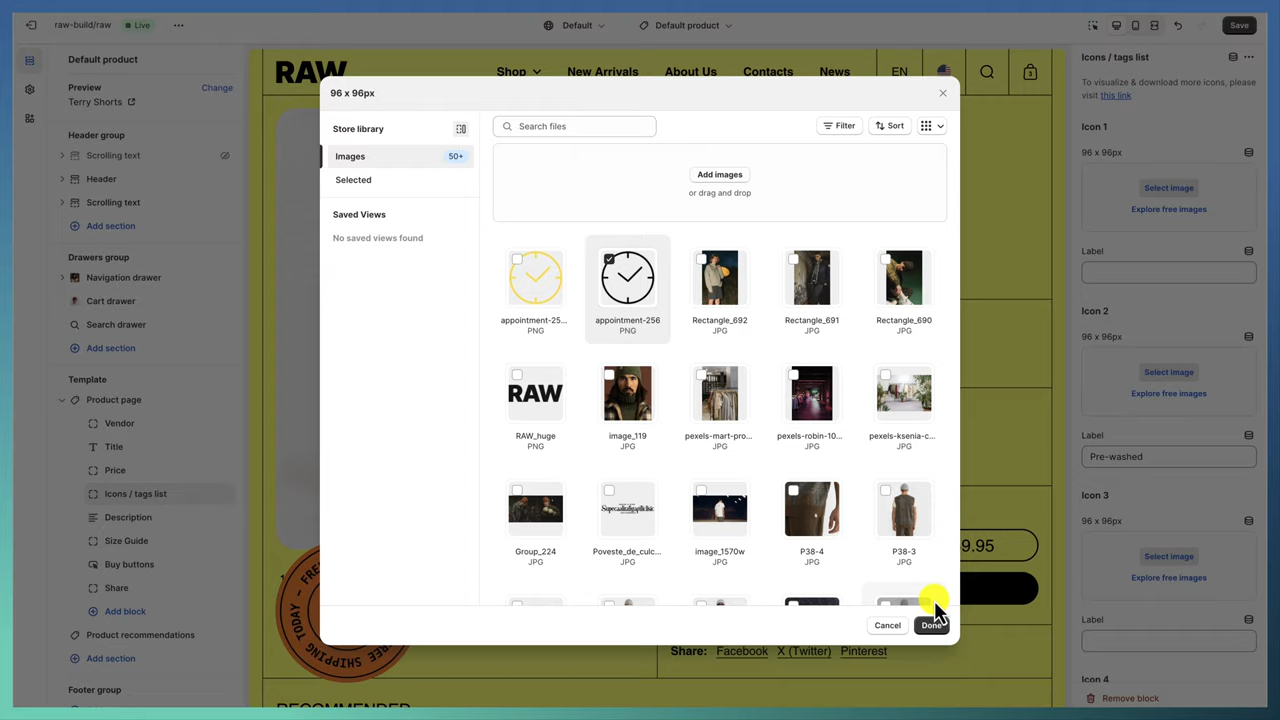 raw-build/raw
Live
Default
Default product
Save
Default product
Preview
Change
Terry Shorts
Header group
Scrolling text
Header
Scrolling text
Add section
Drawers group
Navigation drawer
Cart drawer
Search drawer
Add section
Template
Product page
Vendor
Title
Price
Icons / tags list
Description
Size Guide
Buy buttons
Share
Add block
Product recommendations
Add section
Footer group
RAW
Shop
New Arrivals
About Us
Contacts
News
EN
3
96 x 96px
Store library
Images
50+
Selected
Saved Views
No saved views found
Search files
Filter
Sort
Add images
or drag and drop
appointment-25...
PNG
appointment-256
PNG
Rectangle_692
JPG
Rectangle_691
JPG
Rectangle_690
JPG
RAW
RAW_huge
PNG
image_119
JPG
pexels-mart-pro...
JPG
pexels-robin-10...
JPG
pexels-ksenia-c...
JPG
Group_224
JPG
Poveste_de_culc...
JPG
image_1570w
JPG
P38-4
JPG
P38-3
JPG
Cancel
Done
9.95
FREE SHIPPING TODAY
Share:
Facebook
X (Twitter)
Pinterest
RECOMMENDED
Icons / tags list
To visualize & download more icons, please
visit this link
Icon 1
96 x 96px
Select image
Explore free images
Label
Icon 2
96 x 96px
Select image
Explore free images
Label
Pre-washed
Icon 3
96 x 96px
Select image
Explore free images
Label
Icon 4
Remove block